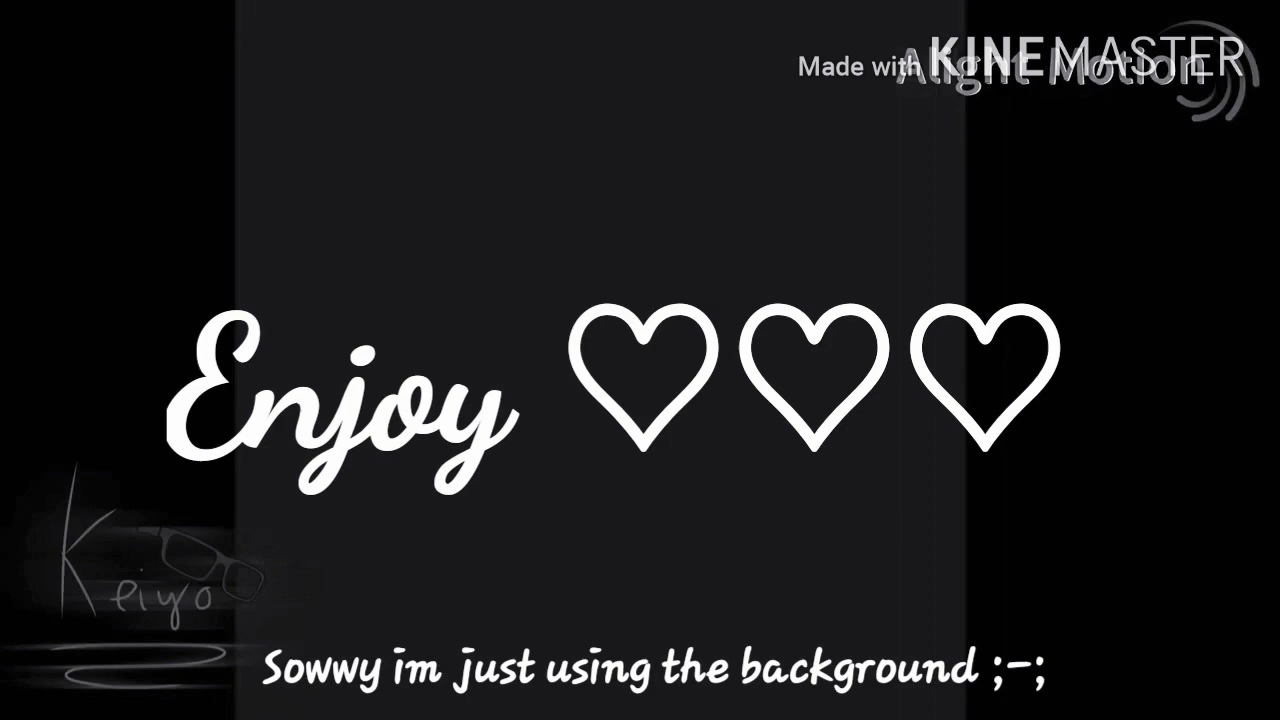 Made with KINEMASTER
Alight Motion
Enjoy ♡♡♡
Keiyo
Sowwy im just using the background ;-;